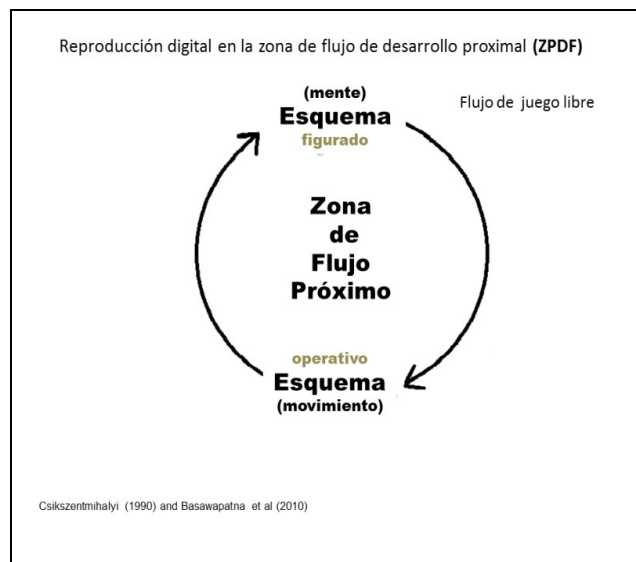 Reproducción digital en la zona de flujo de desarrollo proximal (ZPDF)
(mente)
Esquema
figurado
Flujo de juego libre
Zona
de
Flujo
Próximo
operativo
Esquema
(movimiento)
Csikszentmihalyi (1990) and Basawapatna et al (2010)